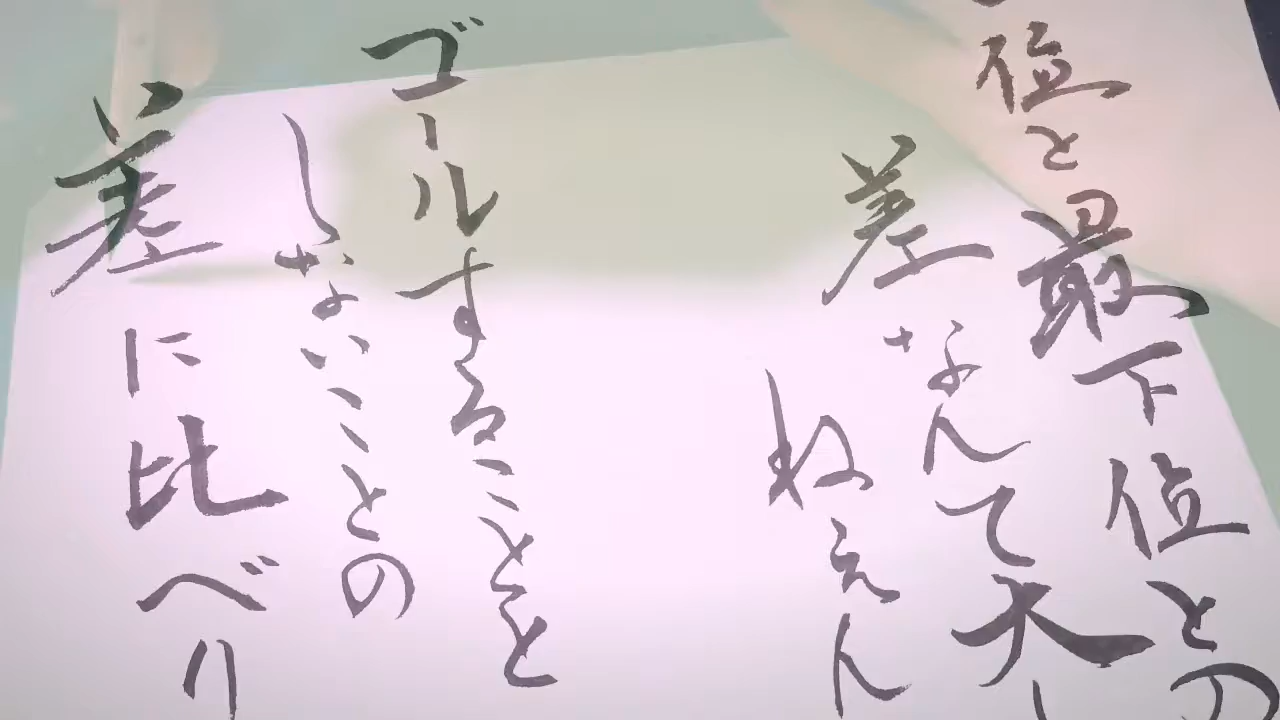 位と最下位との
差なんて大し
ねえん
ゴールすることと
しないことの
差に比べり